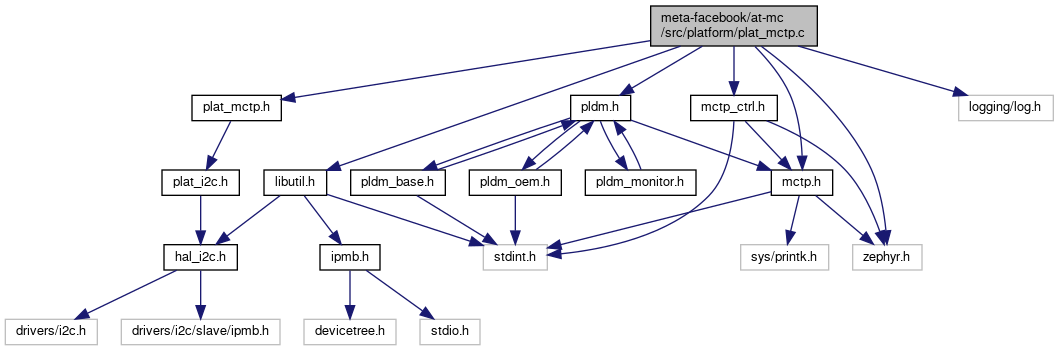 meta-facebook/at-mc
/src/platform/plat_mctp.c
plat_mctp.h
pldm.h
mctp_ctrl.h
logging/log.h
plat_i2c.h
libutil.h
pldm_base.h
pldm_oem.h
pldm_monitor.h
mctp.h
hal_i2c.h
ipmb.h
stdint.h
sys/printk.h
zephyr.h
drivers/i2c.h
drivers/i2c/slave/ipmb.h
devicetree.h
stdio.h